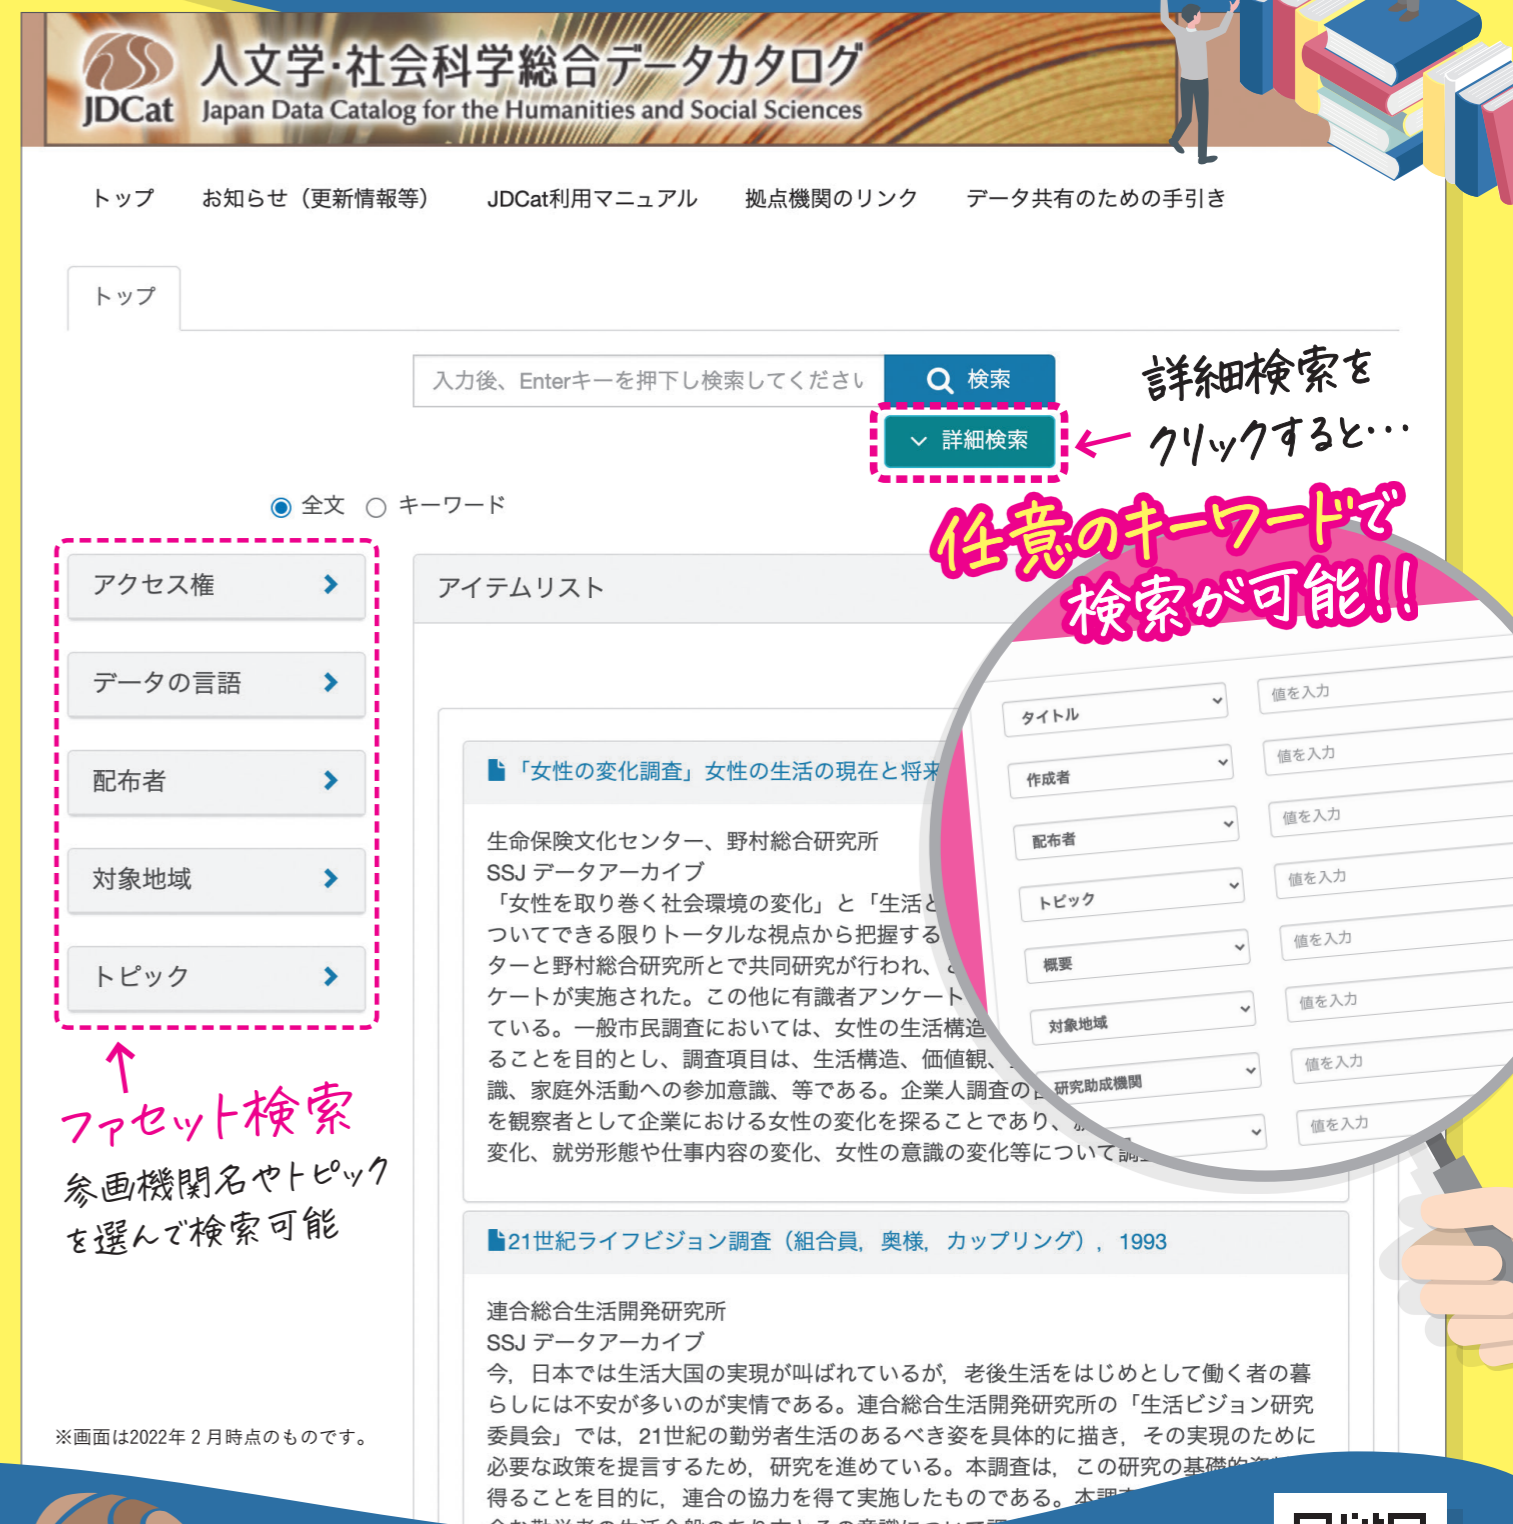 人文学・社会科学総合データカタログ
JDCat
Japan Data Catalog for the Humanities and Social Sciences
トップ お知らせ（更新情報等） JDCat利用マニュアル 拠点機関のリンク データ共有のための手引き
トップ
入力後、Enterキーを押下し検索してくださ
検索
詳細検索
詳細検索を
クリックすると…
全文 キーワード
任意のキーワードで
検索が可能!!
アクセス権
データの言語
配布者
対象地域
トピック
ファセット検索
参画機関名やトピック
を選んで検索可能
アイテムリスト
「女性の変化調査」女性の生活の現在と将来
生命保険文化センター、野村総合研究所
SSJ データアーカイブ
「女性を取り巻く社会環境の変化」と「生活と
ついてできる限りトータルな視点から把握する
ターと野村総合研究所とで共同研究が行われ、
ケートが実施された。この他に有識者アンケート
ている。一般市民調査においては、女性の生活構造
ることを目的とし、調査項目は、生活構造、価値観、
識、家庭外活動への参加意識、等である。企業人調査の
を観察者として企業における女性の変化を探ることであり、
変化、就労形態や仕事内容の変化、女性の意識の変化等について調
タイトル 値を入力
作成者 値を入力
配布者 値を入力
トピック 値を入力
概要 値を入力
対象地域 値を入力
研究助成機関 値を入力
値を入力
21世紀ライフビジョン調査（組合員，奥様，カップリング）, 1993
連合総合生活開発研究所
SSJ データアーカイブ
今，日本では生活大国の実現が叫ばれているが，老後生活をはじめとして働く者の暮
らしには不安が多いのが実情である。連合総合生活開発研究所の「生活ビジョン研究
委員会」では，21世紀の勤労者生活のあるべき姿を具体的に描き，その実現のために
必要な政策を提言するため，研究を進めている。本調査は，この研究の基礎的
得ることを目的に，連合の協力を得て実施したものである。本調
※画面は2022年2月時点のものです。